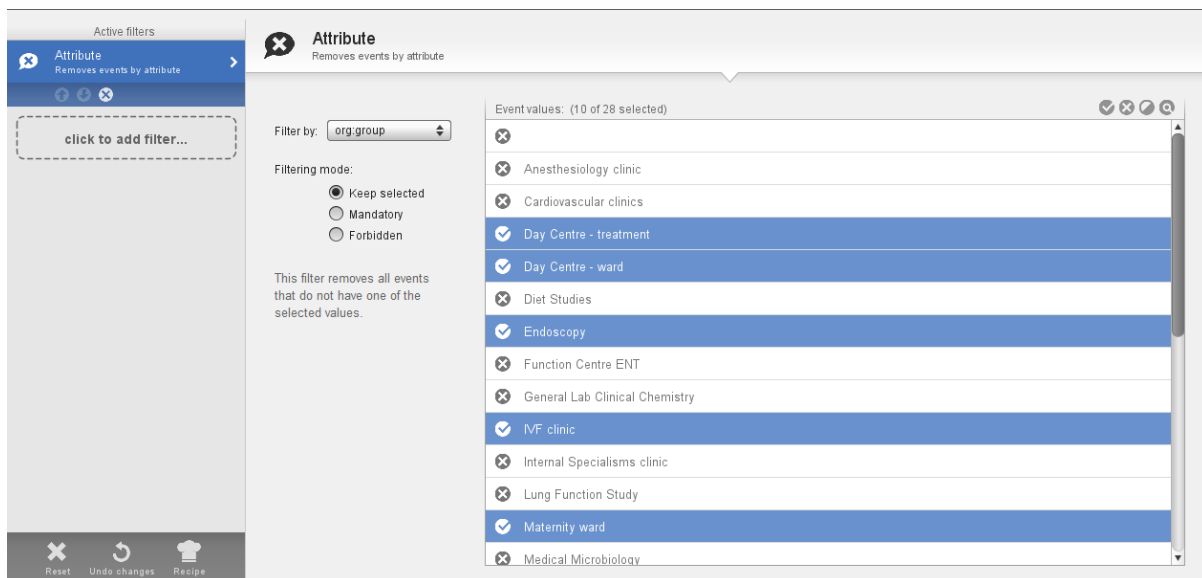 Active filters
Attribute
Removes events by attribute
click to add filter...
Reset
Undo changes
Recipe
Attribute
Removes events by attribute
Filter by:
org:group
Filtering mode:
Keep selected
Mandatory
Forbidden
This filter removes all events
that do not have one of the
selected values.
Event values: (10 of 28 selected)
Anesthesiology clinic
Cardiovascular clinics
Day Centre - treatment
Day Centre - ward
Diet Studies
Endoscopy
Function Centre ENT
General Lab Clinical Chemistry
IVF clinic
Internal Specialisms clinic
Lung Function Study
Maternity ward
Medical Microbiology